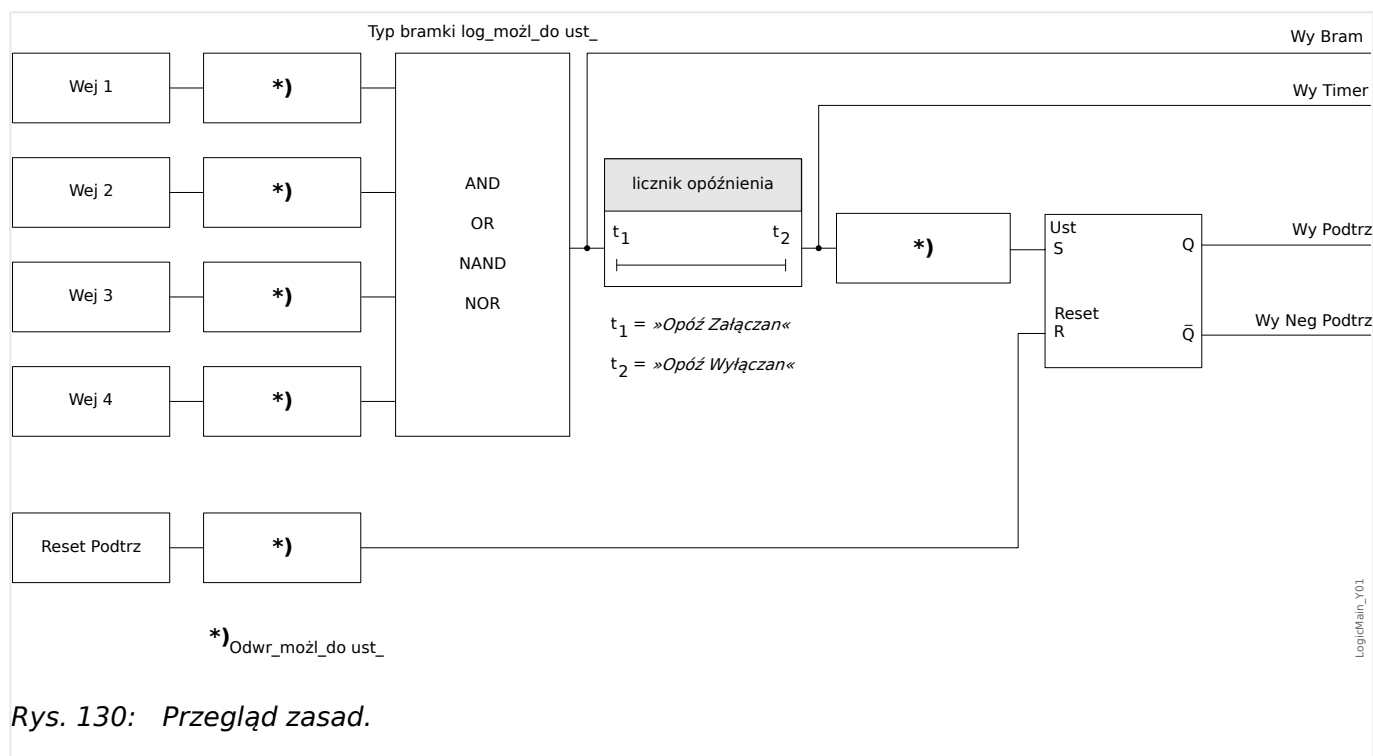 Typ bramki log_możl_do ust_
Wy Bram
Wej 1
*)
Wy Timer
Wej 2
*)
AND
OR
NAND
NOR
licznik opóźnienia
t1
t2
*)
Ust
S
Q
Wy Podtrz
Wej 3
*)
t1 = »Opóź Załączan«
t2 = »Opóź Wyłączan«
Reset
R
Q̅
Wy Neg Podtrz
Wej 4
*)
Reset Podtrz
*)
*)Odwr_możl_do ust_
LogicMain_Y01
Rys. 130: Przegląd zasad.